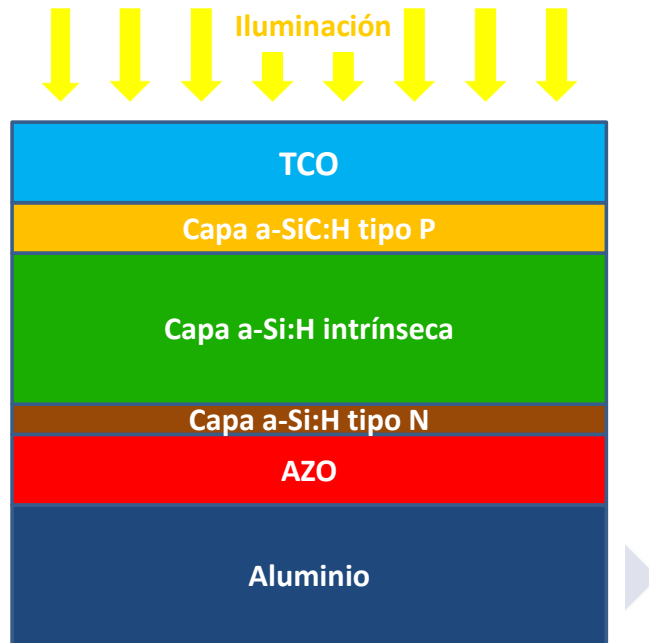 Iluminación
TCO
Capa a-SiC:H tipo P
Capa a-Si:H intrínseca
Capa a-Si:H tipo N
AZO
Aluminio